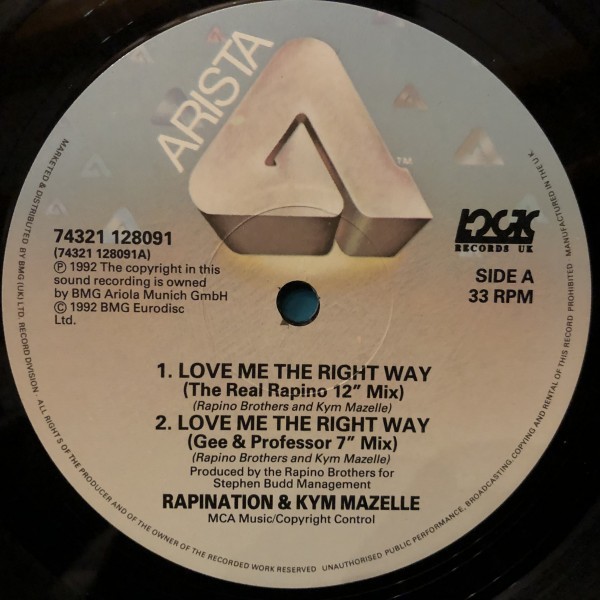 ARISTA
TM
LOGIC
RECORDS UK
74321 128091
(74321 128091A)
Ⓟ 1992 The copyright in this
sound recording is owned
by BMG Ariola Munich GmbH
© 1992 BMG Eurodisc
Ltd.
SIDE A
33 RPM
1. LOVE ME THE RIGHT WAY
(The Real Rapino 12" Mix)
(Rapino Brothers and Kym Mazelle)
2. LOVE ME THE RIGHT WAY
(Gee & Professor 7" Mix)
(Rapino Brothers and Kym Mazelle)
Produced by the Rapino Brothers for
Stephen Budd Management
RAPINATION & KYM MAZELLE
MCA Music/Copyright Control
MARKETED & DISTRIBUTED BY BMG (UK) LTD. RECORD DIVISION · ALL RIGHTS OF THE PRODUCER AND OF THE OWNER OF THE RECORDED WORK RESERVED UNAUTHORISED PUBLIC PERFORMANCE, BROADCASTING, COPYING AND RENTAL OF THIS RECORD PROHIBITED MANUFACTURED IN THE U.K.